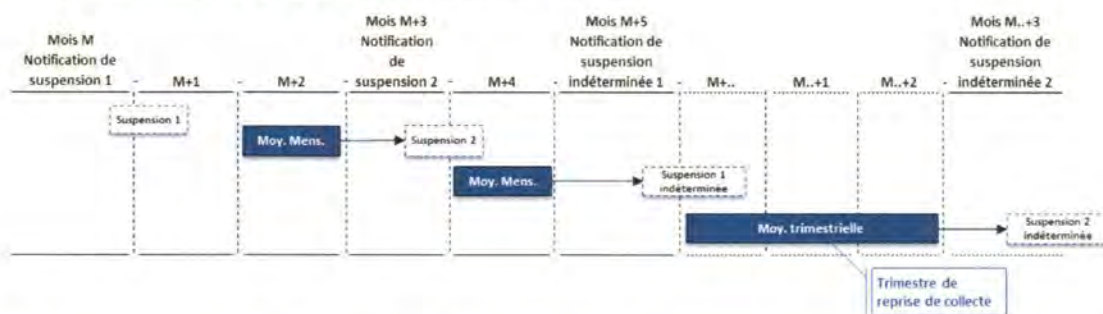 Mois M
Notification de
suspension 1
M+1
M+2
Mois M+3
Notification
de
suspension 2
M+4
Mois M+5
Notification de
suspension
indéterminée 1
M+..
M..+1
M..+2
Mois M..+3
Notification de
suspension
indéterminée 2
Suspension 1
Moy. Mens.
Suspension 2
Moy. Mens.
Suspension 1
indéterminée
Moy. trimestrielle
Suspension 2
indéterminée
Trimestre de
reprise de collecte